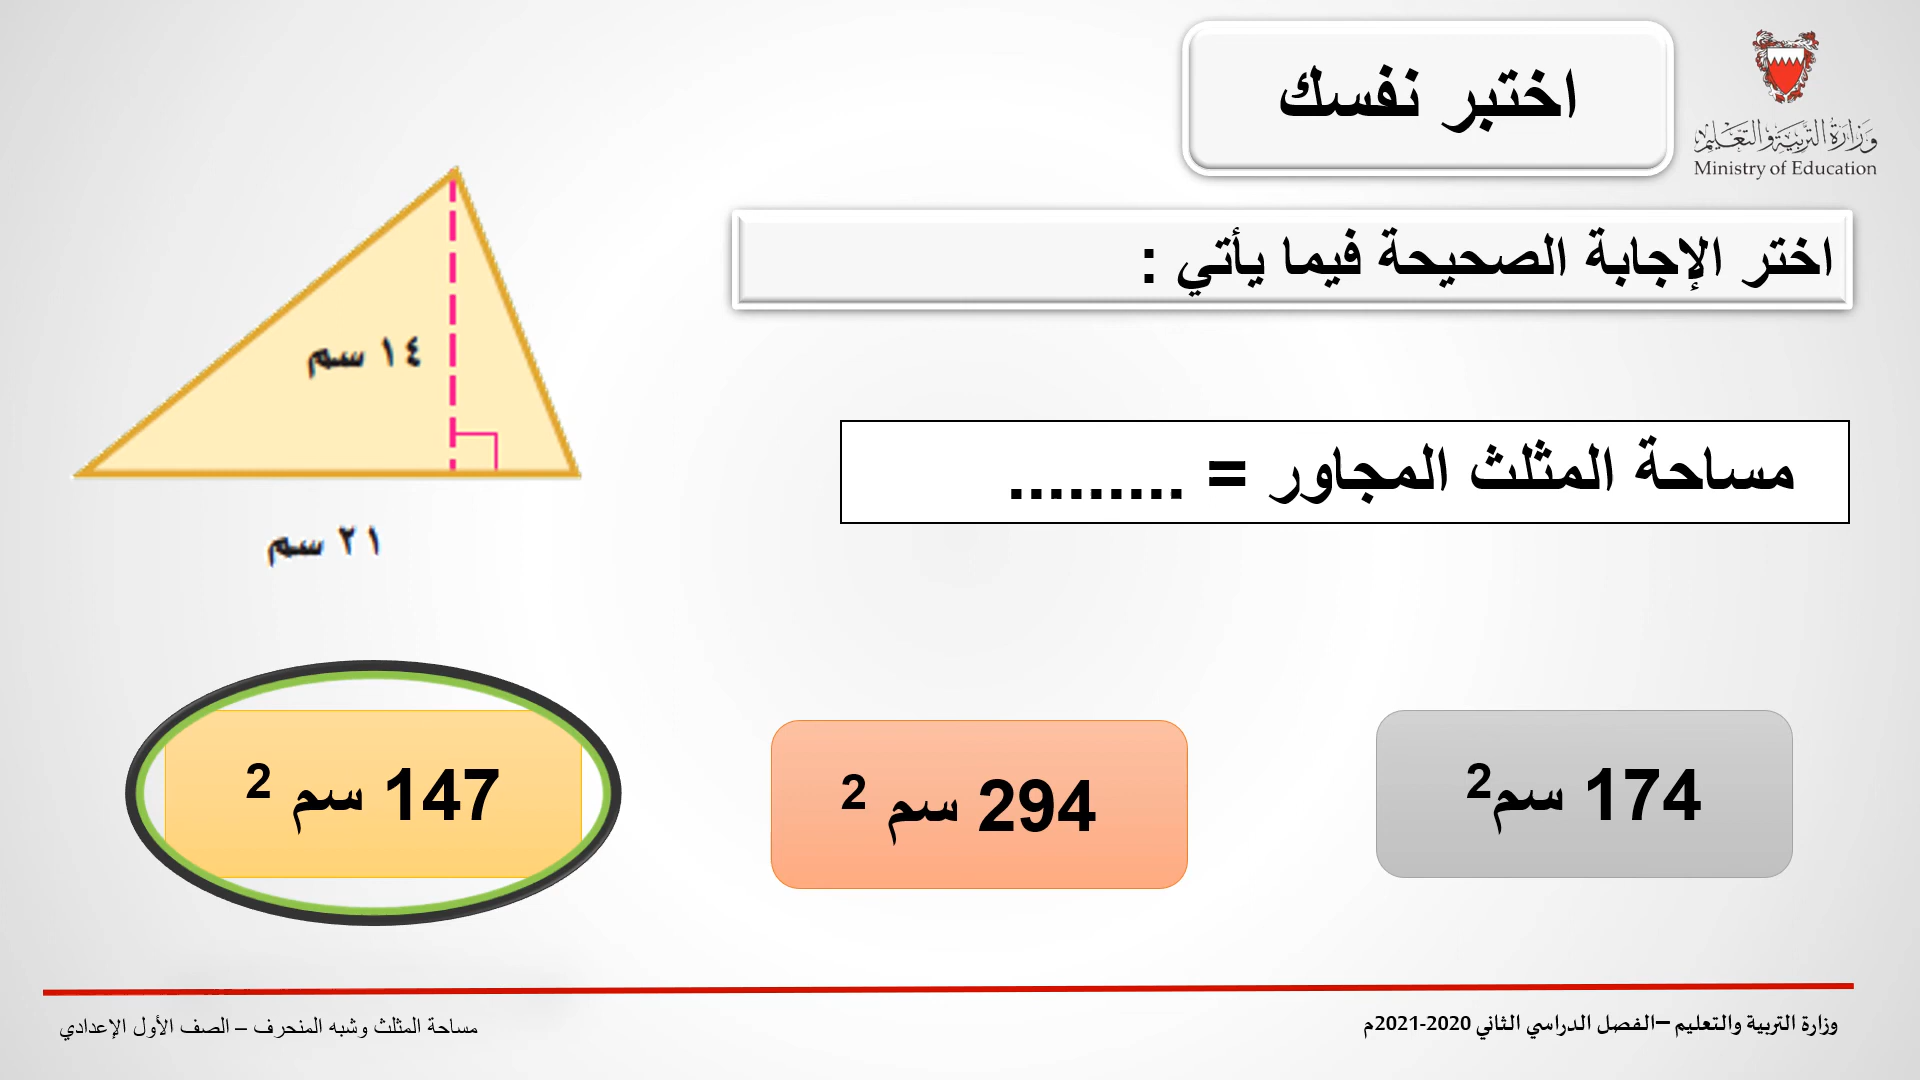 اختبر نفسك
وزارة التربية والتعليم
Ministry of Education
اختر الإجابة الصحيحة فيما يأتي :
١٤ سم
٢١ سم
مساحة المثلث المجاور = .........
174 سم2
294 سم 2
147 سم 2
وزارة التربية والتعليم –الفصل الدراسي الثاني 2020-2021م
مساحة المثلث وشبه المنحرف – الصف الأول الإعدادي